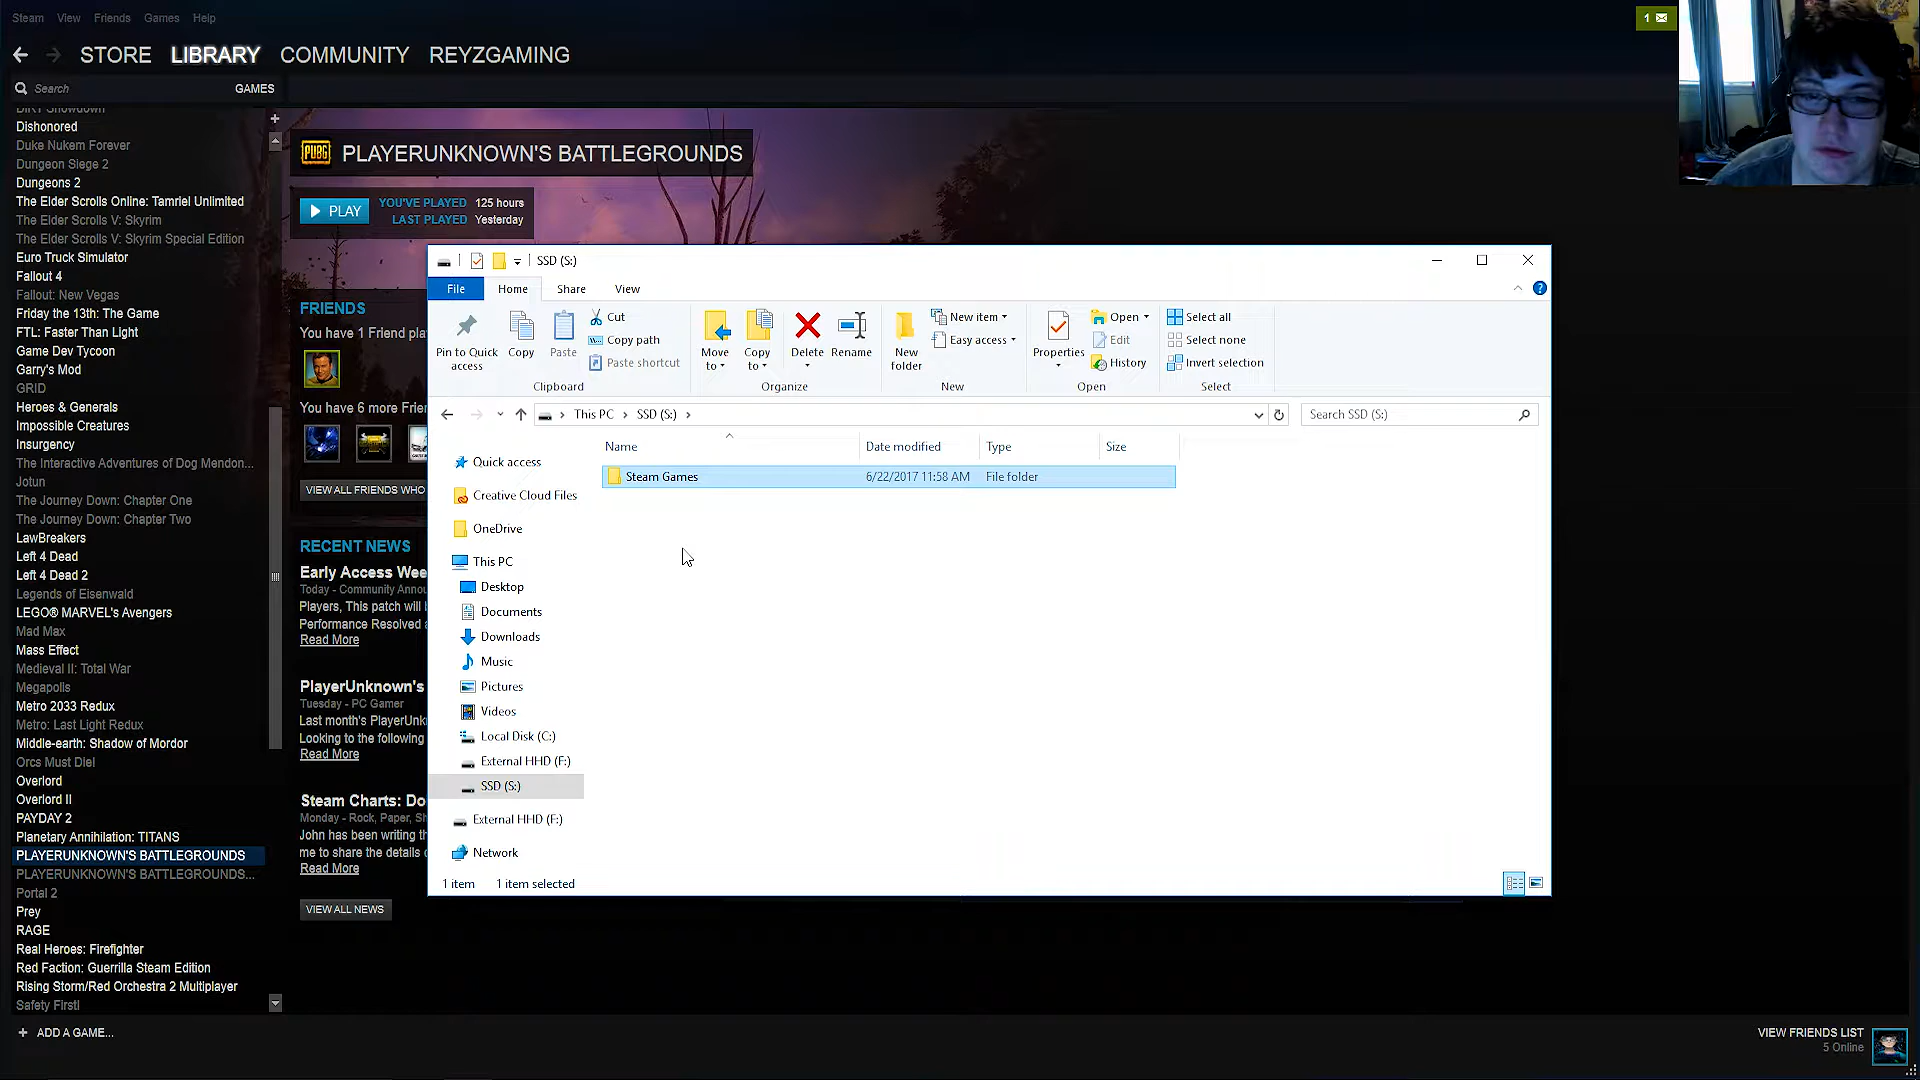 Steam View Friends Games Help
1
STORE LIBRARY COMMUNITY REYZGAMING
Search GAMES
DiRT Showdown
Dishonored
Duke Nukem Forever
Dungeon Siege 2
Dungeons 2
The Elder Scrolls Online: Tamriel Unlimited
The Elder Scrolls V: Skyrim
The Elder Scrolls V: Skyrim Special Edition
Euro Truck Simulator
Fallout 4
Fallout: New Vegas
Friday the 13th: The Game
FTL: Faster Than Light
Game Dev Tycoon
Garry's Mod
GRID
Heroes & Generals
Impossible Creatures
Insurgency
The Interactive Adventures of Dog Mendon...
Jotun
The Journey Down: Chapter One
The Journey Down: Chapter Two
LawBreakers
Left 4 Dead
Left 4 Dead 2
Legends of Eisenwald
LEGO® MARVEL's Avengers
Mad Max
Mass Effect
Medieval II: Total War
Megapolis
Metro 2033 Redux
Metro: Last Light Redux
Middle-earth: Shadow of Mordor
Orcs Must Die!
Overlord
Overlord II
PAYDAY 2
Planetary Annihilation: TITANS
PLAYERUNKNOWN'S BATTLEGROUNDS
PLAYERUNKNOWN'S BATTLEGROUNDS...
Portal 2
Prey
RAGE
Real Heroes: Firefighter
Red Faction: Guerrilla Steam Edition
Rising Storm/Red Orchestra 2 Multiplayer
Safety First!
+ ADD A GAME...
PUBG PLAYERUNKNOWN'S BATTLEGROUNDS
PLAY
YOU'VE PLAYED 125 hours
LAST PLAYED Yesterday
FRIENDS
You have 1 Friend pla
You have 6 more Frien
VIEW ALL FRIENDS WHO
RECENT NEWS
Early Access Wee
Today - Community Annou
Players, This patch will b
Performance Resolved a
Read More
PlayerUnknown's
Tuesday - PC Gamer
Last month's PlayerUnk
Looking to the following
Read More
Steam Charts: Do
Monday - Rock, Paper, Sh
John has been writing th
me to share the details o
Read More
VIEW ALL NEWS
SSD (S:)
File Home Share View
Pin to Quick access
Copy
Paste
Cut
Copy path
Paste shortcut
Clipboard
Move to
Copy to
Delete
Rename
Organize
New folder
New item
Easy access
New
Properties
Open
Edit
History
Open
Select all
Select none
Invert selection
Select
This PC > SSD (S:) >
Search SSD (S:)
Name Date modified Type Size
Steam Games 6/22/2017 11:58 AM File folder
Quick access
Creative Cloud Files
OneDrive
This PC
Desktop
Documents
Downloads
Music
Pictures
Videos
Local Disk (C:)
External HHD (F:)
SSD (S:)
External HHD (F:)
Network
1 item 1 item selected
VIEW FRIENDS LIST
5 Online